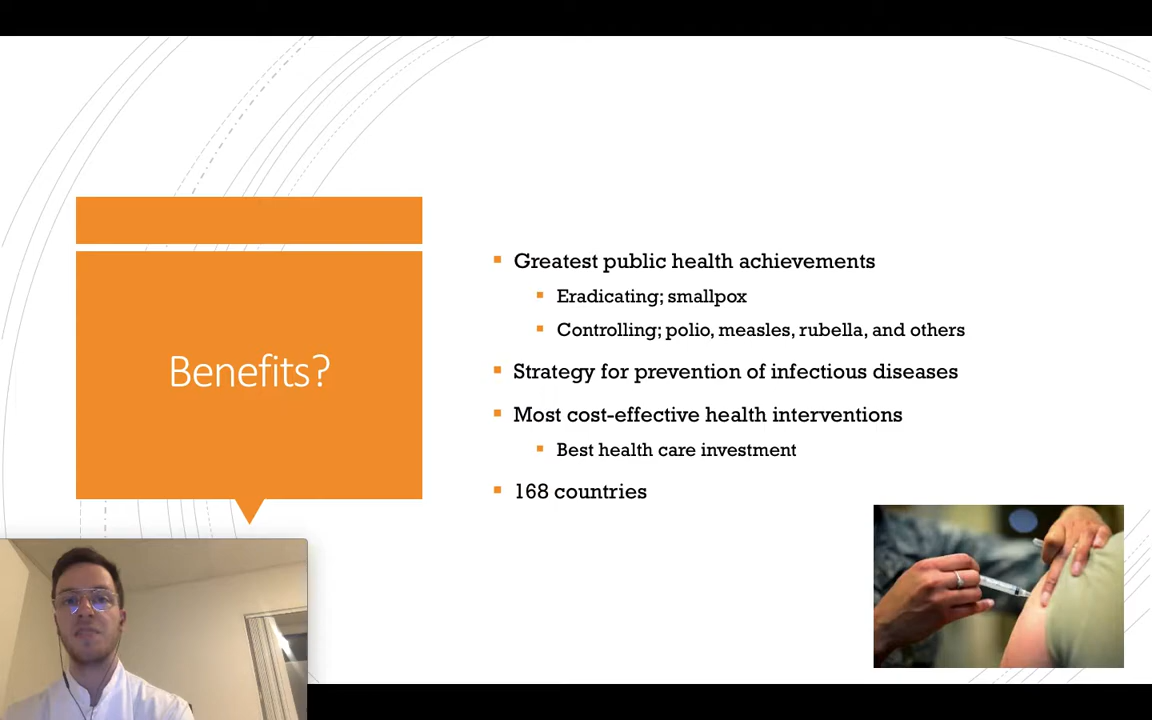 Benefits?
Greatest public health achievements
Eradicating; smallpox
Controlling; polio, measles, rubella, and others
Strategy for prevention of infectious diseases
Most cost-effective health interventions
Best health care investment
168 countries